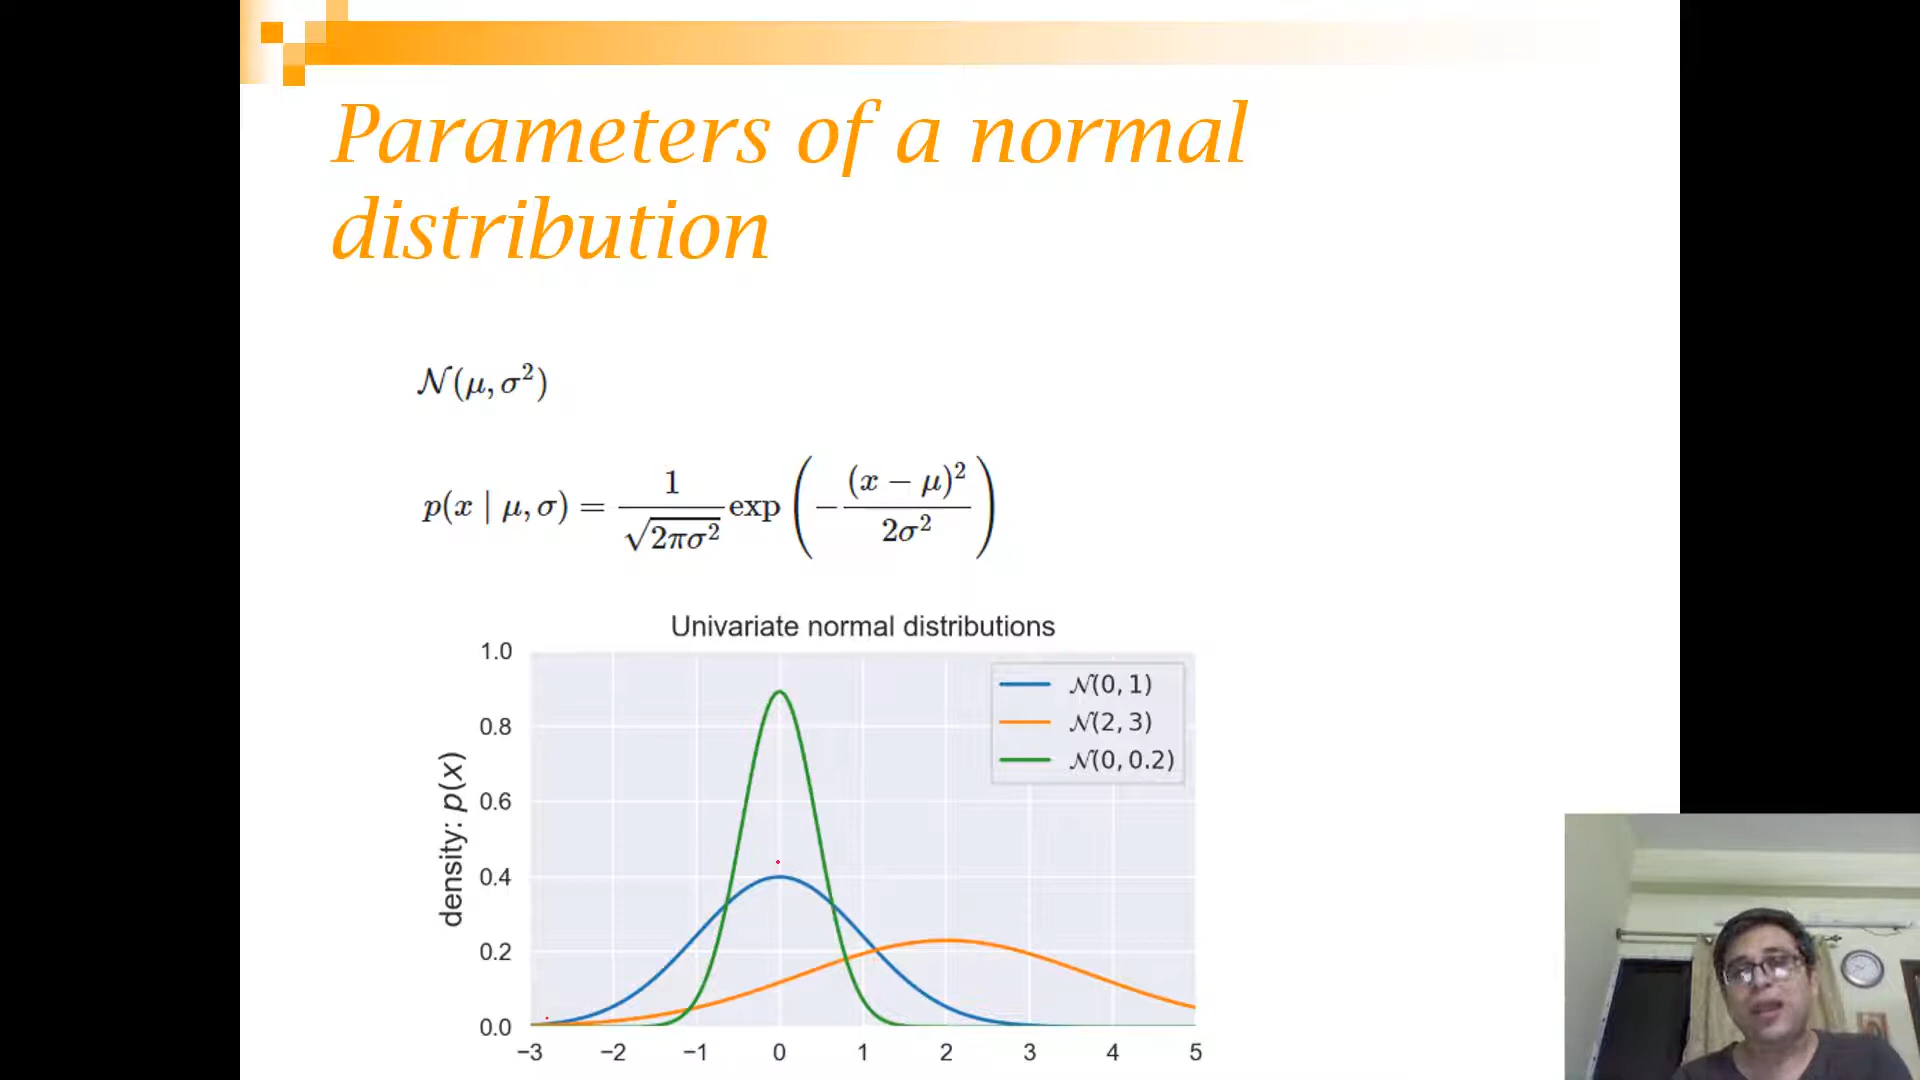 Parameters of a normal
distribution
𝒩(μ, σ²)
p(x | μ, σ) = 1/√(2πσ²) exp(−(x − μ)²/2σ²)
Univariate normal distributions
1.0
0.8
0.6
0.4
0.2
0.0
density: p(x)
𝒩(0, 1)
𝒩(2, 3)
𝒩(0, 0.2)
−3 −2 −1 0 1 2 3 4 5